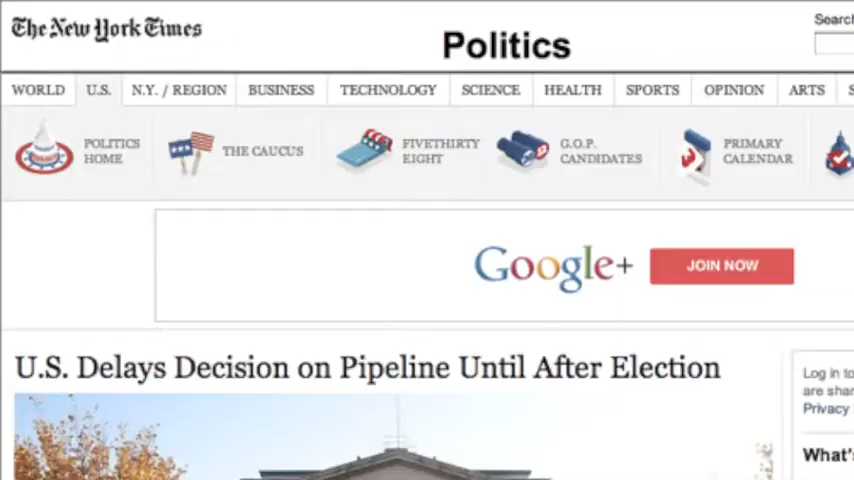 The New York Times
Politics
Search
WORLD U.S. N.Y. / REGION BUSINESS TECHNOLOGY SCIENCE HEALTH SPORTS OPINION ARTS S
POLITICS HOME
THE CAUCUS
FIVETHIRTY EIGHT
G.O.P. CANDIDATES
PRIMARY CALENDAR
Google+ JOIN NOW
U.S. Delays Decision on Pipeline Until After Election
Log in to
are shar
Privacy
What's